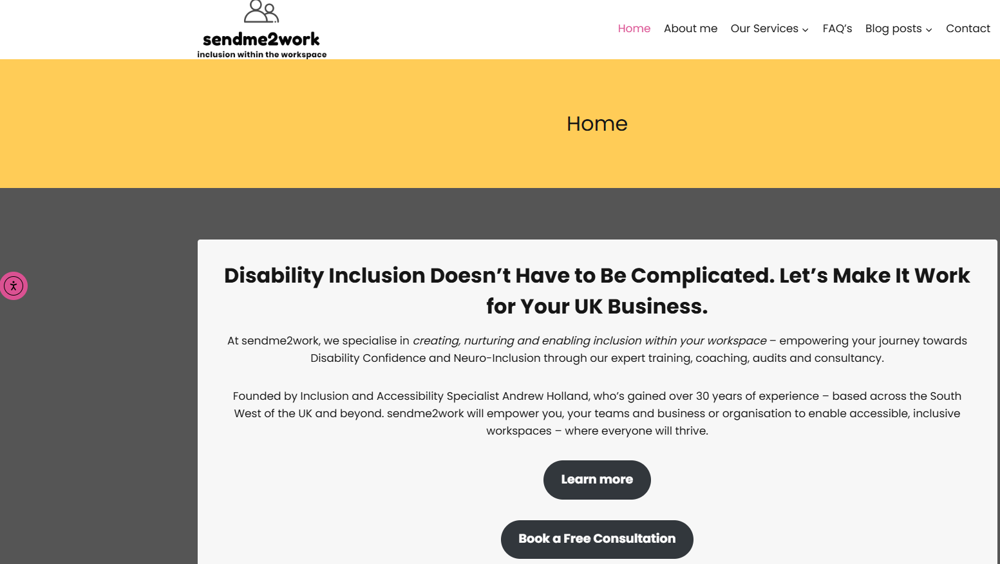 sendme2work
inclusion within the workspace
Home About me Our Services FAQ’s Blog posts Contact
Home
Disability Inclusion Doesn’t Have to Be Complicated. Let’s Make It Work
for Your UK Business.
At sendme2work, we specialise in creating, nurturing and enabling inclusion within your workspace – empowering your journey towards
Disability Confidence and Neuro-Inclusion through our expert training, coaching, audits and consultancy.
Founded by Inclusion and Accessibility Specialist Andrew Holland, who’s gained over 30 years of experience – based across the South
West of the UK and beyond. sendme2work will empower you, your teams and business or organisation to enable accessible, inclusive
workspaces – where everyone will thrive.
Learn more
Book a Free Consultation